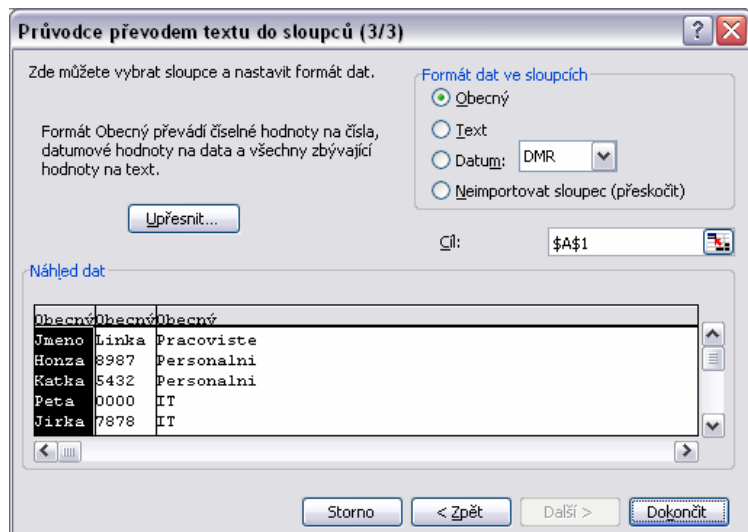 Průvodce převodem textu do sloupců (3/3)
Zde můžete vybrat sloupce a nastavit formát dat.
Formát Obecný převádí číselné hodnoty na čísla,
datumové hodnoty na data a všechny zbývající
hodnoty na text.
Upřesnit...
Formát dat ve sloupcích
Obecný
Text
Datum: DMR
Neimportovat sloupec (přeskočit)
Cíl: $A$1
Náhled dat
Obecný Obecný Obecný
Jmeno Linka Pracoviste
Honza 8987 Personalni
Katka 5432 Personalni
Peta 0000 IT
Jirka 7878 IT
Storno < Zpět Další > Dokončit